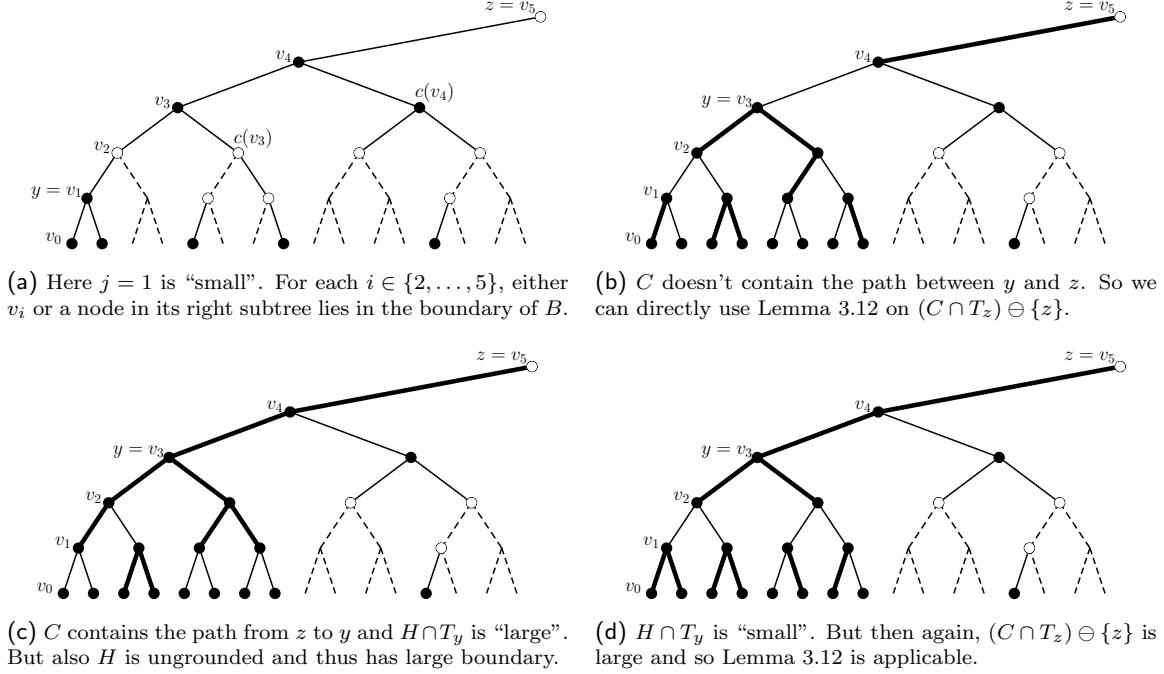 z = v₅
v₄
v₃
c(v₄)
v₂
c(v₃)
y = v₁
v₀
(a) Here j = 1 is “small”. For each i ∈ {2, . . . , 5}, either
vᵢ or a node in its right subtree lies in the boundary of B.
z = v₅
v₄
y = v₃
v₂
v₁
v₀
(b) C doesn’t contain the path between y and z. So we
can directly use Lemma 3.12 on (C ∩ T_z) ⊖ {z}.
z = v₅
v₄
y = v₃
v₂
v₁
v₀
(c) C contains the path from z to y and H ∩ T_y is “large”.
But also H is ungrounded and thus has large boundary.
z = v₅
v₄
y = v₃
v₂
v₁
v₀
(d) H ∩ T_y is “small”. But then again, (C ∩ T_z) ⊖ {z} is
large and so Lemma 3.12 is applicable.